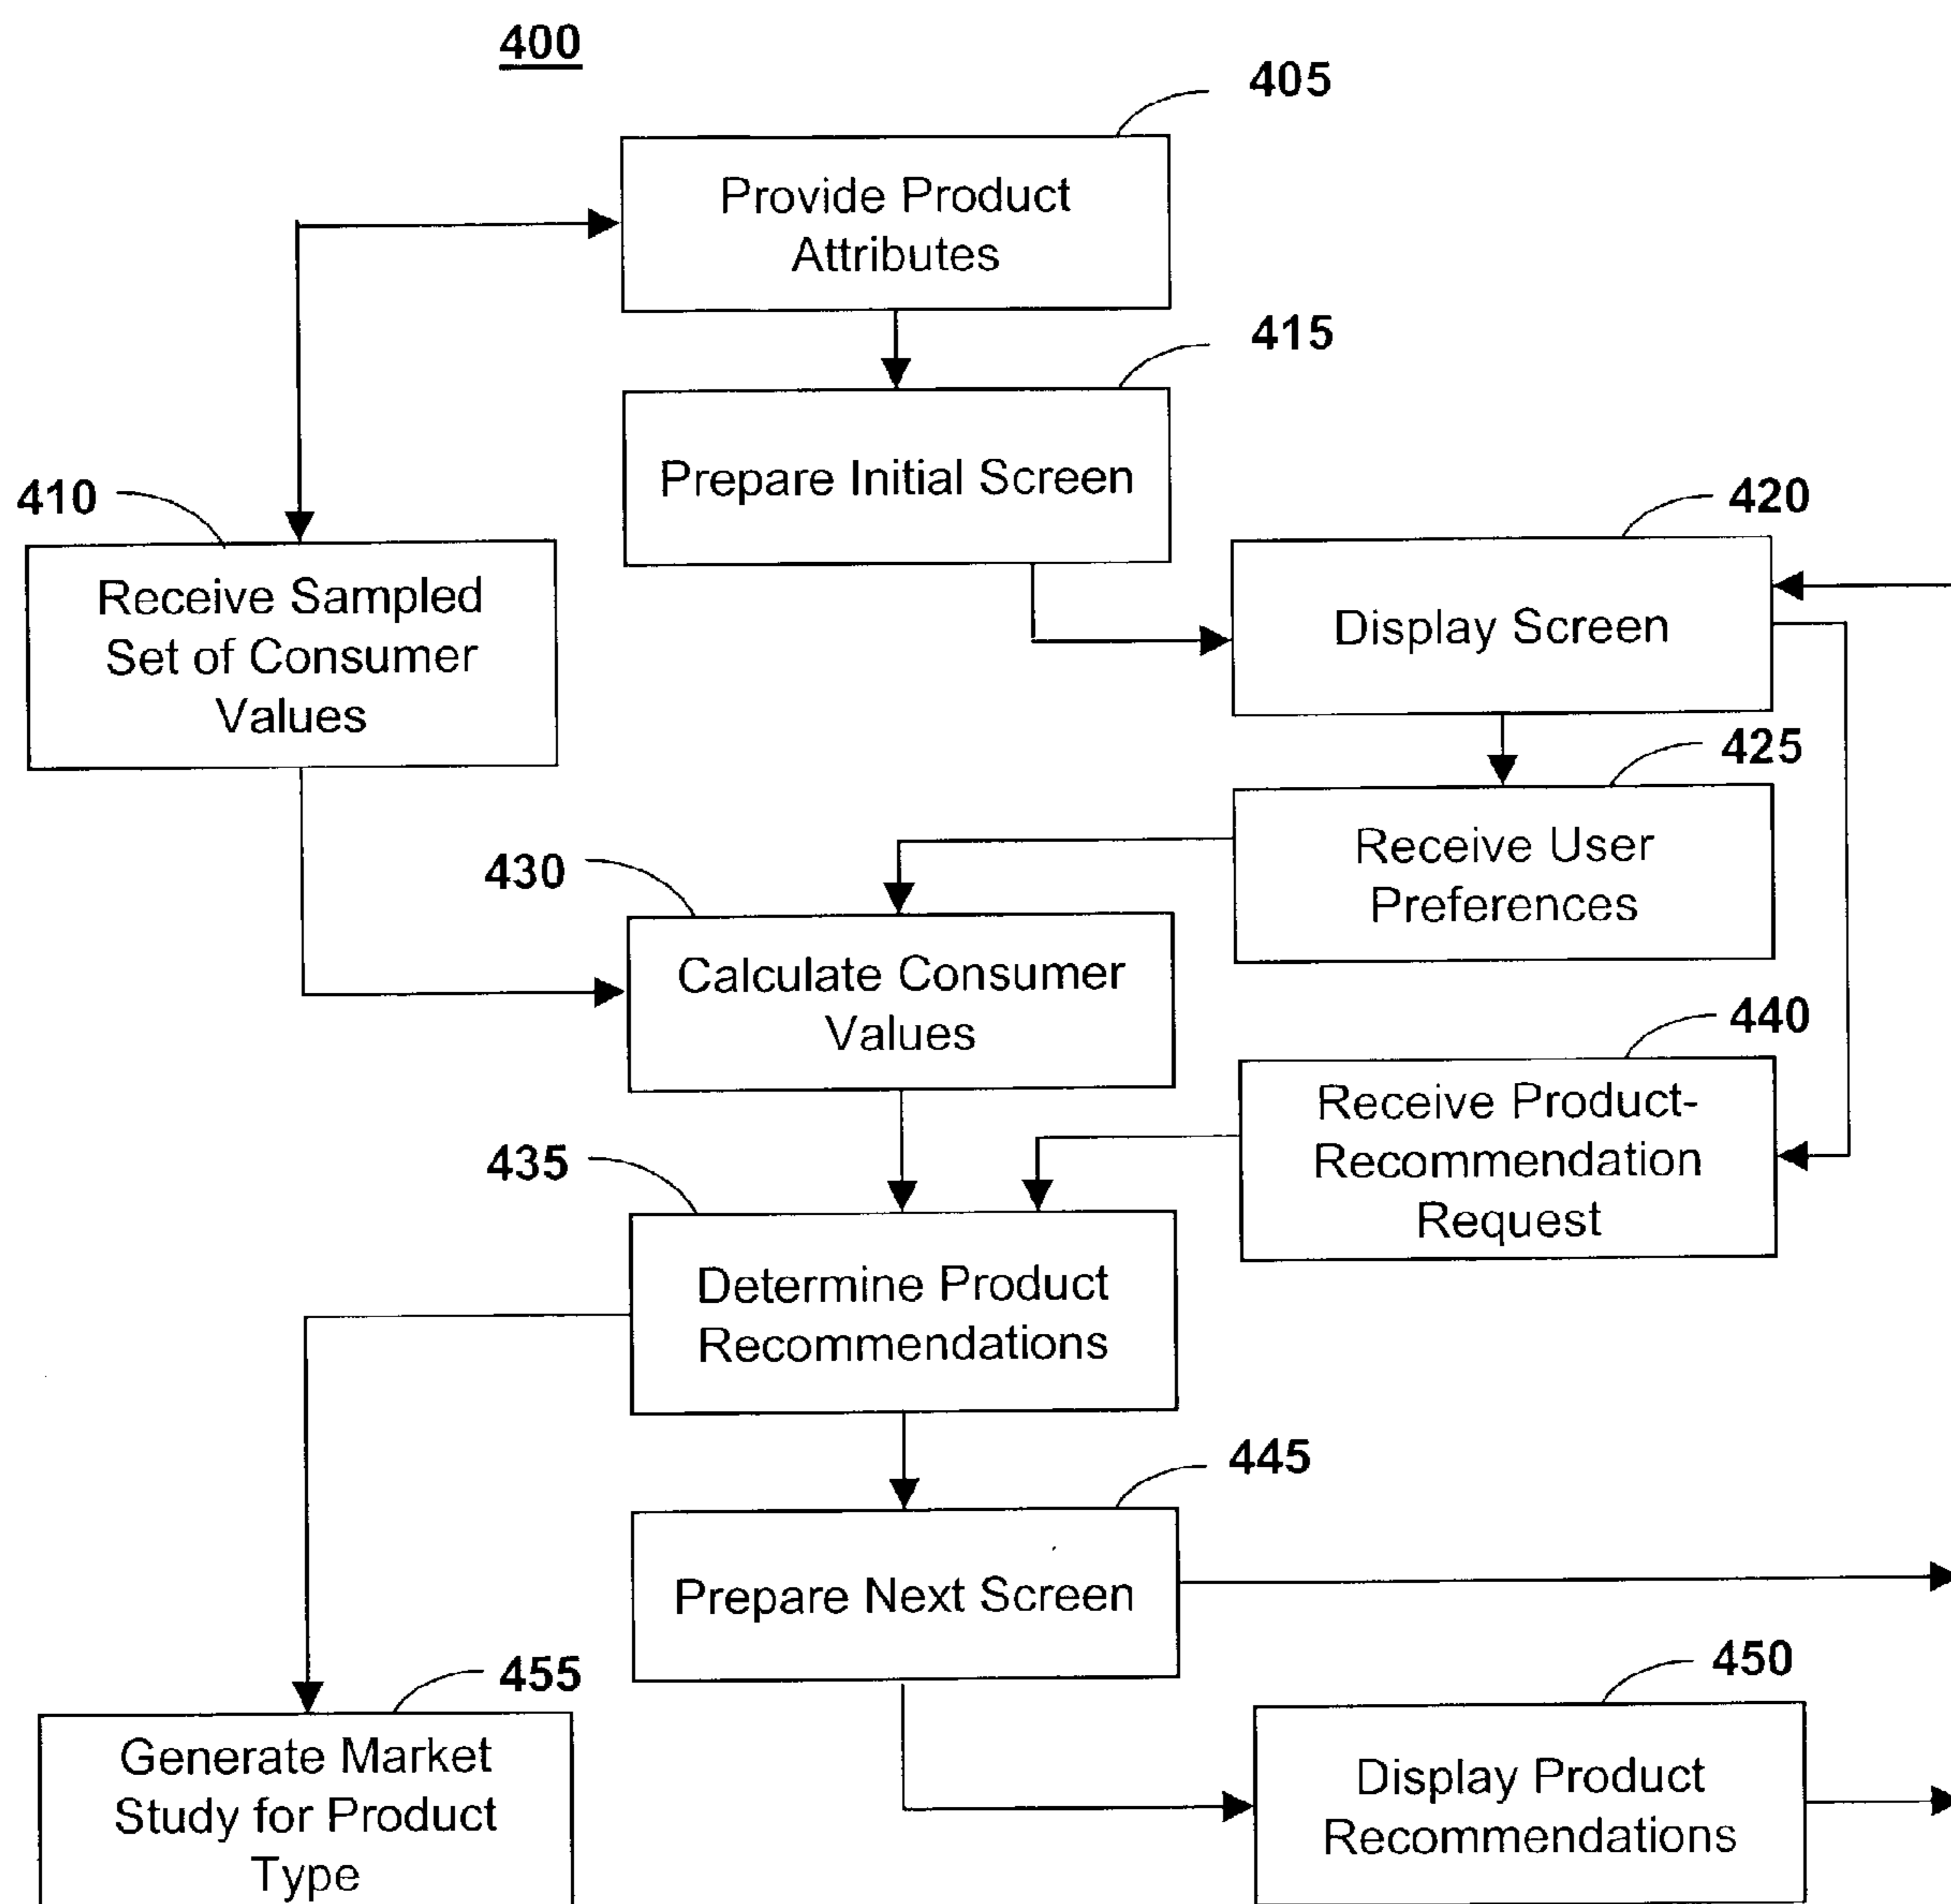 400
405
Provide Product
Attributes
415
Prepare Initial Screen
410
Receive Sampled
Set of Consumer
Values
420
Display Screen
425
Receive User
Preferences
430
Calculate Consumer
Values
440
Receive Product-
Recommendation
Request
435
Determine Product
Recommendations
445
Prepare Next Screen
455
Generate Market
Study for Product
Type
450
Display Product
Recommendations